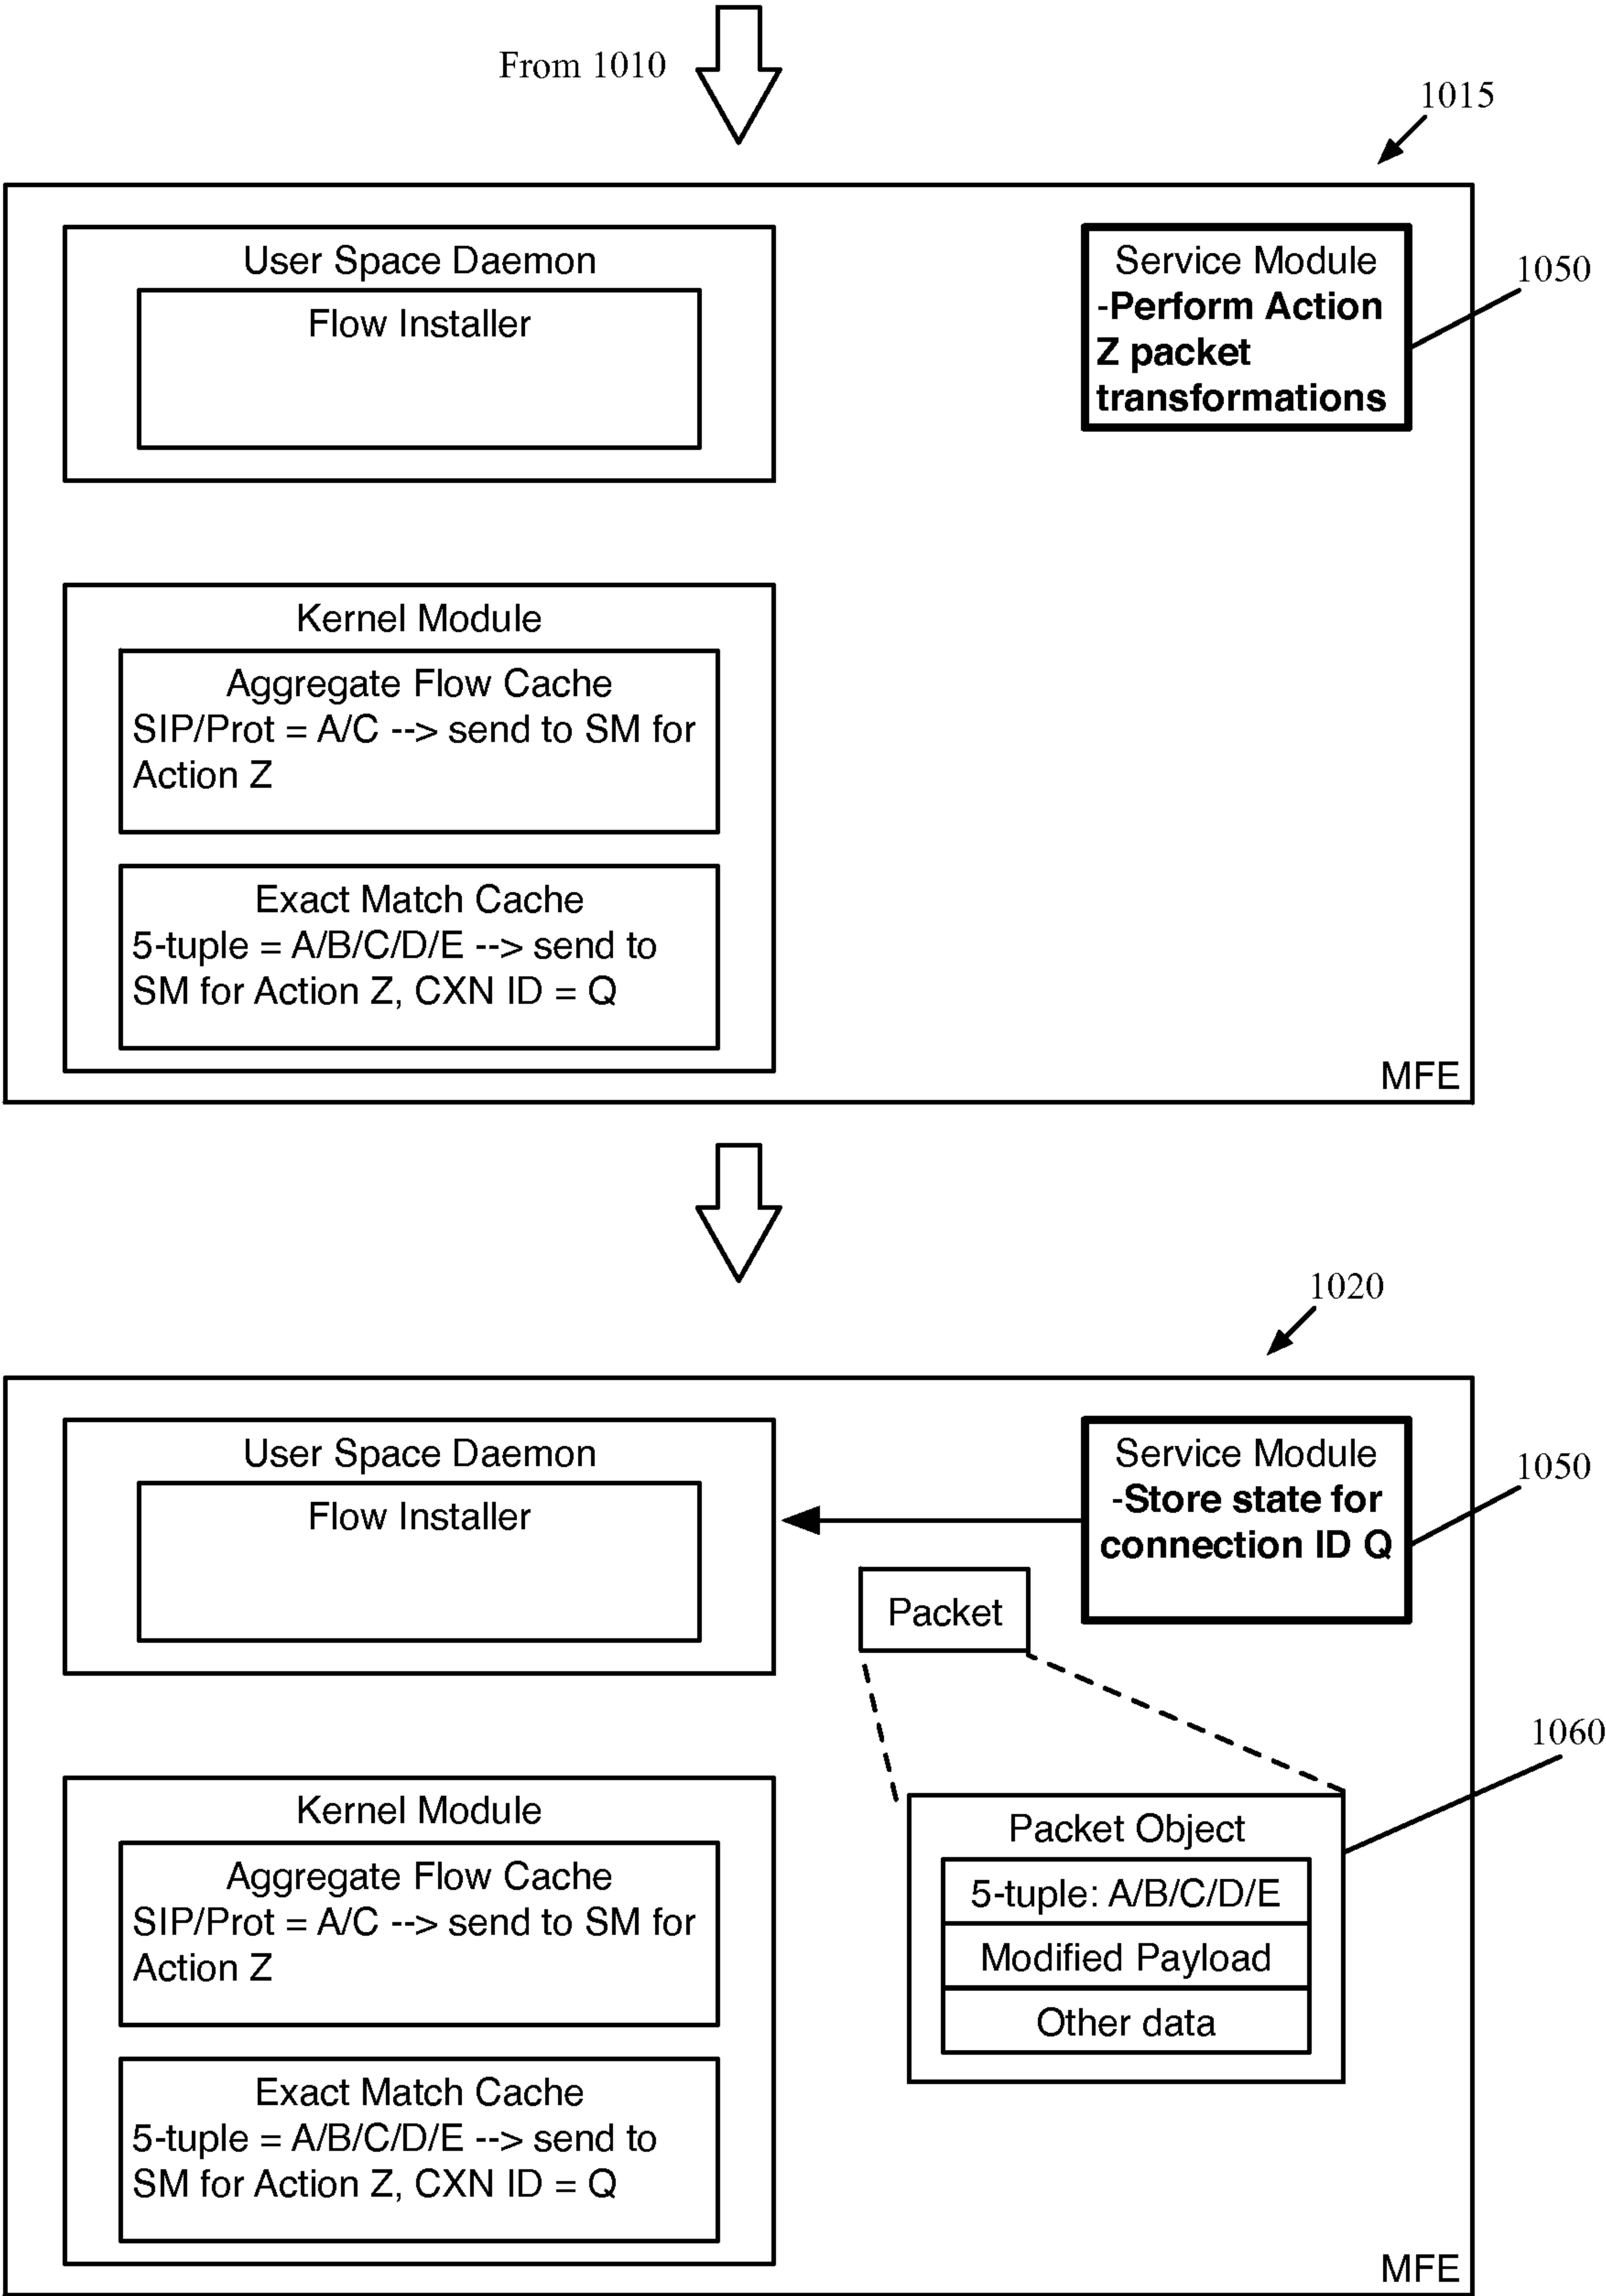 From 1010
1015
User Space Daemon
Flow Installer
Service Module
-Perform Action
Z packet
transformations
1050
Kernel Module
Aggregate Flow Cache
SIP/Prot = A/C --> send to SM for
Action Z
Exact Match Cache
5-tuple = A/B/C/D/E --> send to
SM for Action Z, CXN ID = Q
MFE
1020
User Space Daemon
Flow Installer
Service Module
-Store state for
connection ID Q
1050
Packet
1060
Packet Object
5-tuple: A/B/C/D/E
Modified Payload
Other data
Kernel Module
Aggregate Flow Cache
SIP/Prot = A/C --> send to SM for
Action Z
Exact Match Cache
5-tuple = A/B/C/D/E --> send to
SM for Action Z, CXN ID = Q
MFE